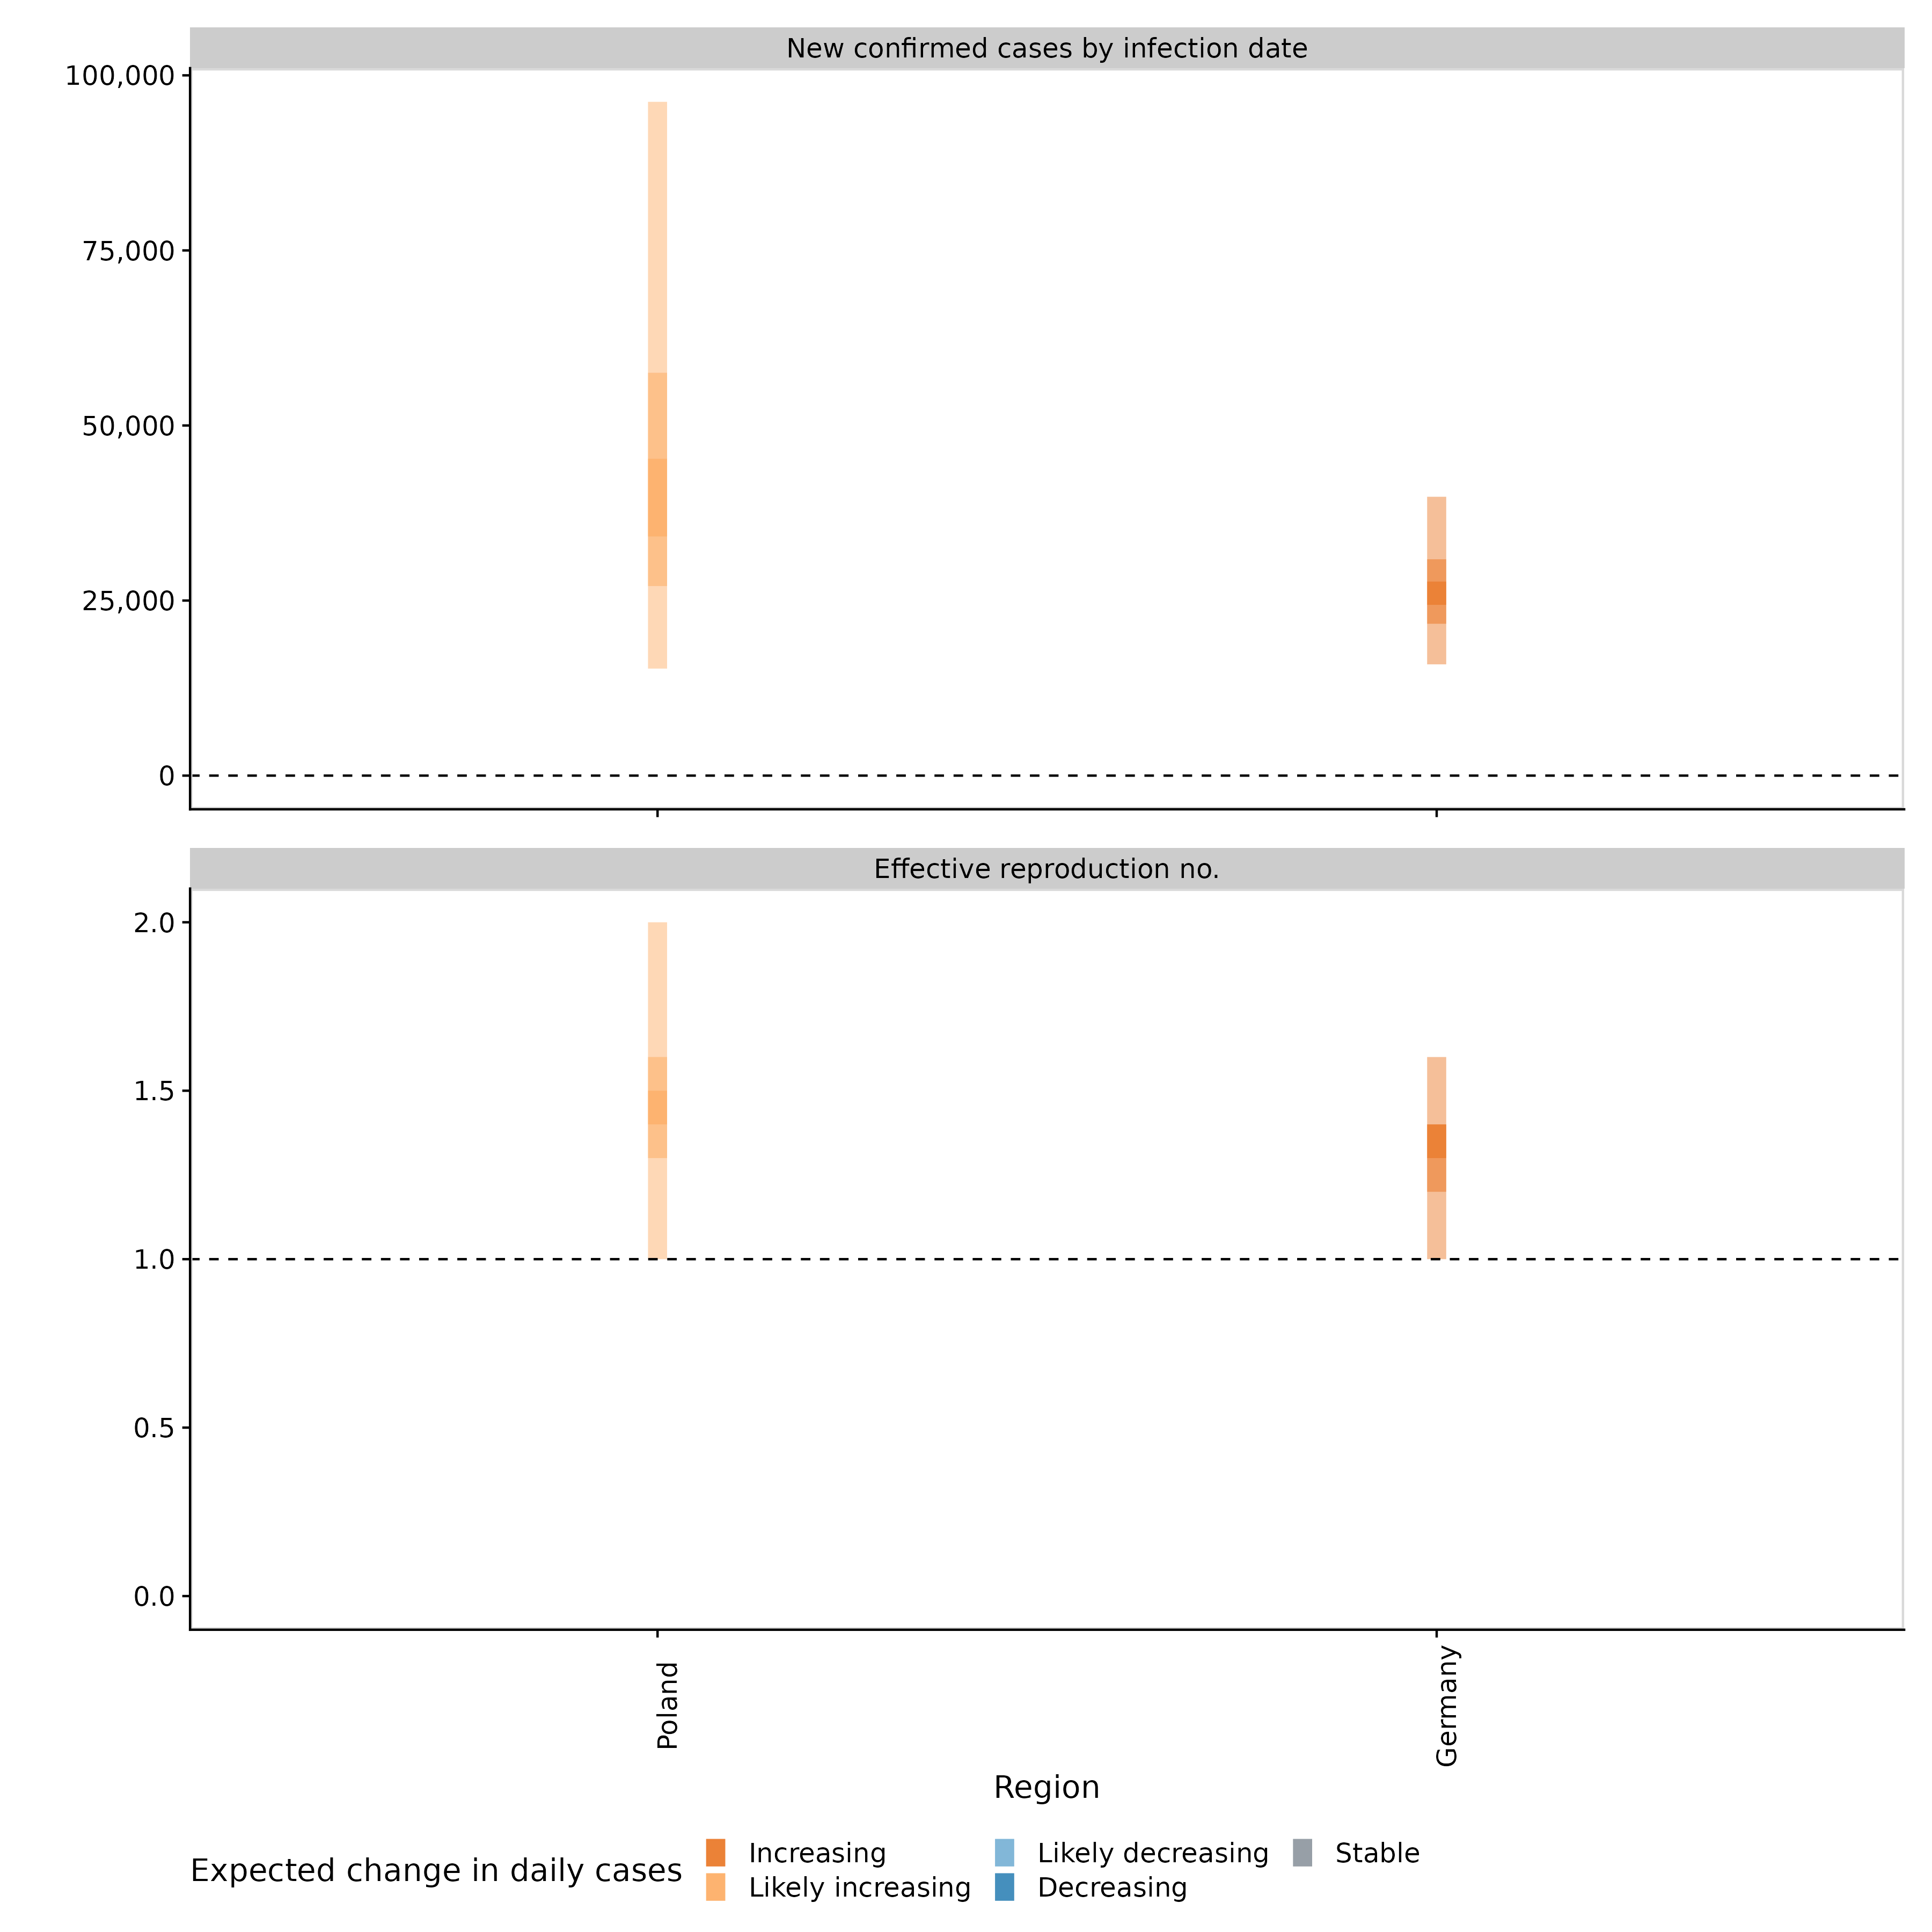 New confirmed cases by infection date
100,000
75,000
50,000
25,000
0
Effective reproduction no.
2.0
1.5
1.0
0.5
0.0
Poland
Germany
Region
Expected change in daily cases
Increasing
Likely increasing
Likely decreasing
Decreasing
Stable